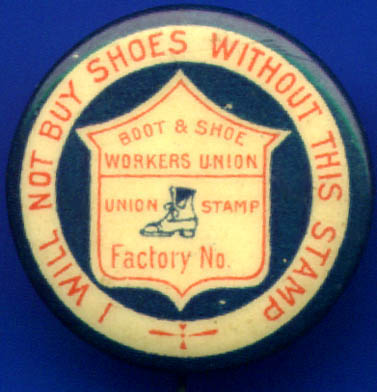 I WILL NOT BUY SHOES WITHOUT THIS STAMP
BOOT & SHOE
WORKERS UNION
UNION STAMP
Factory No.